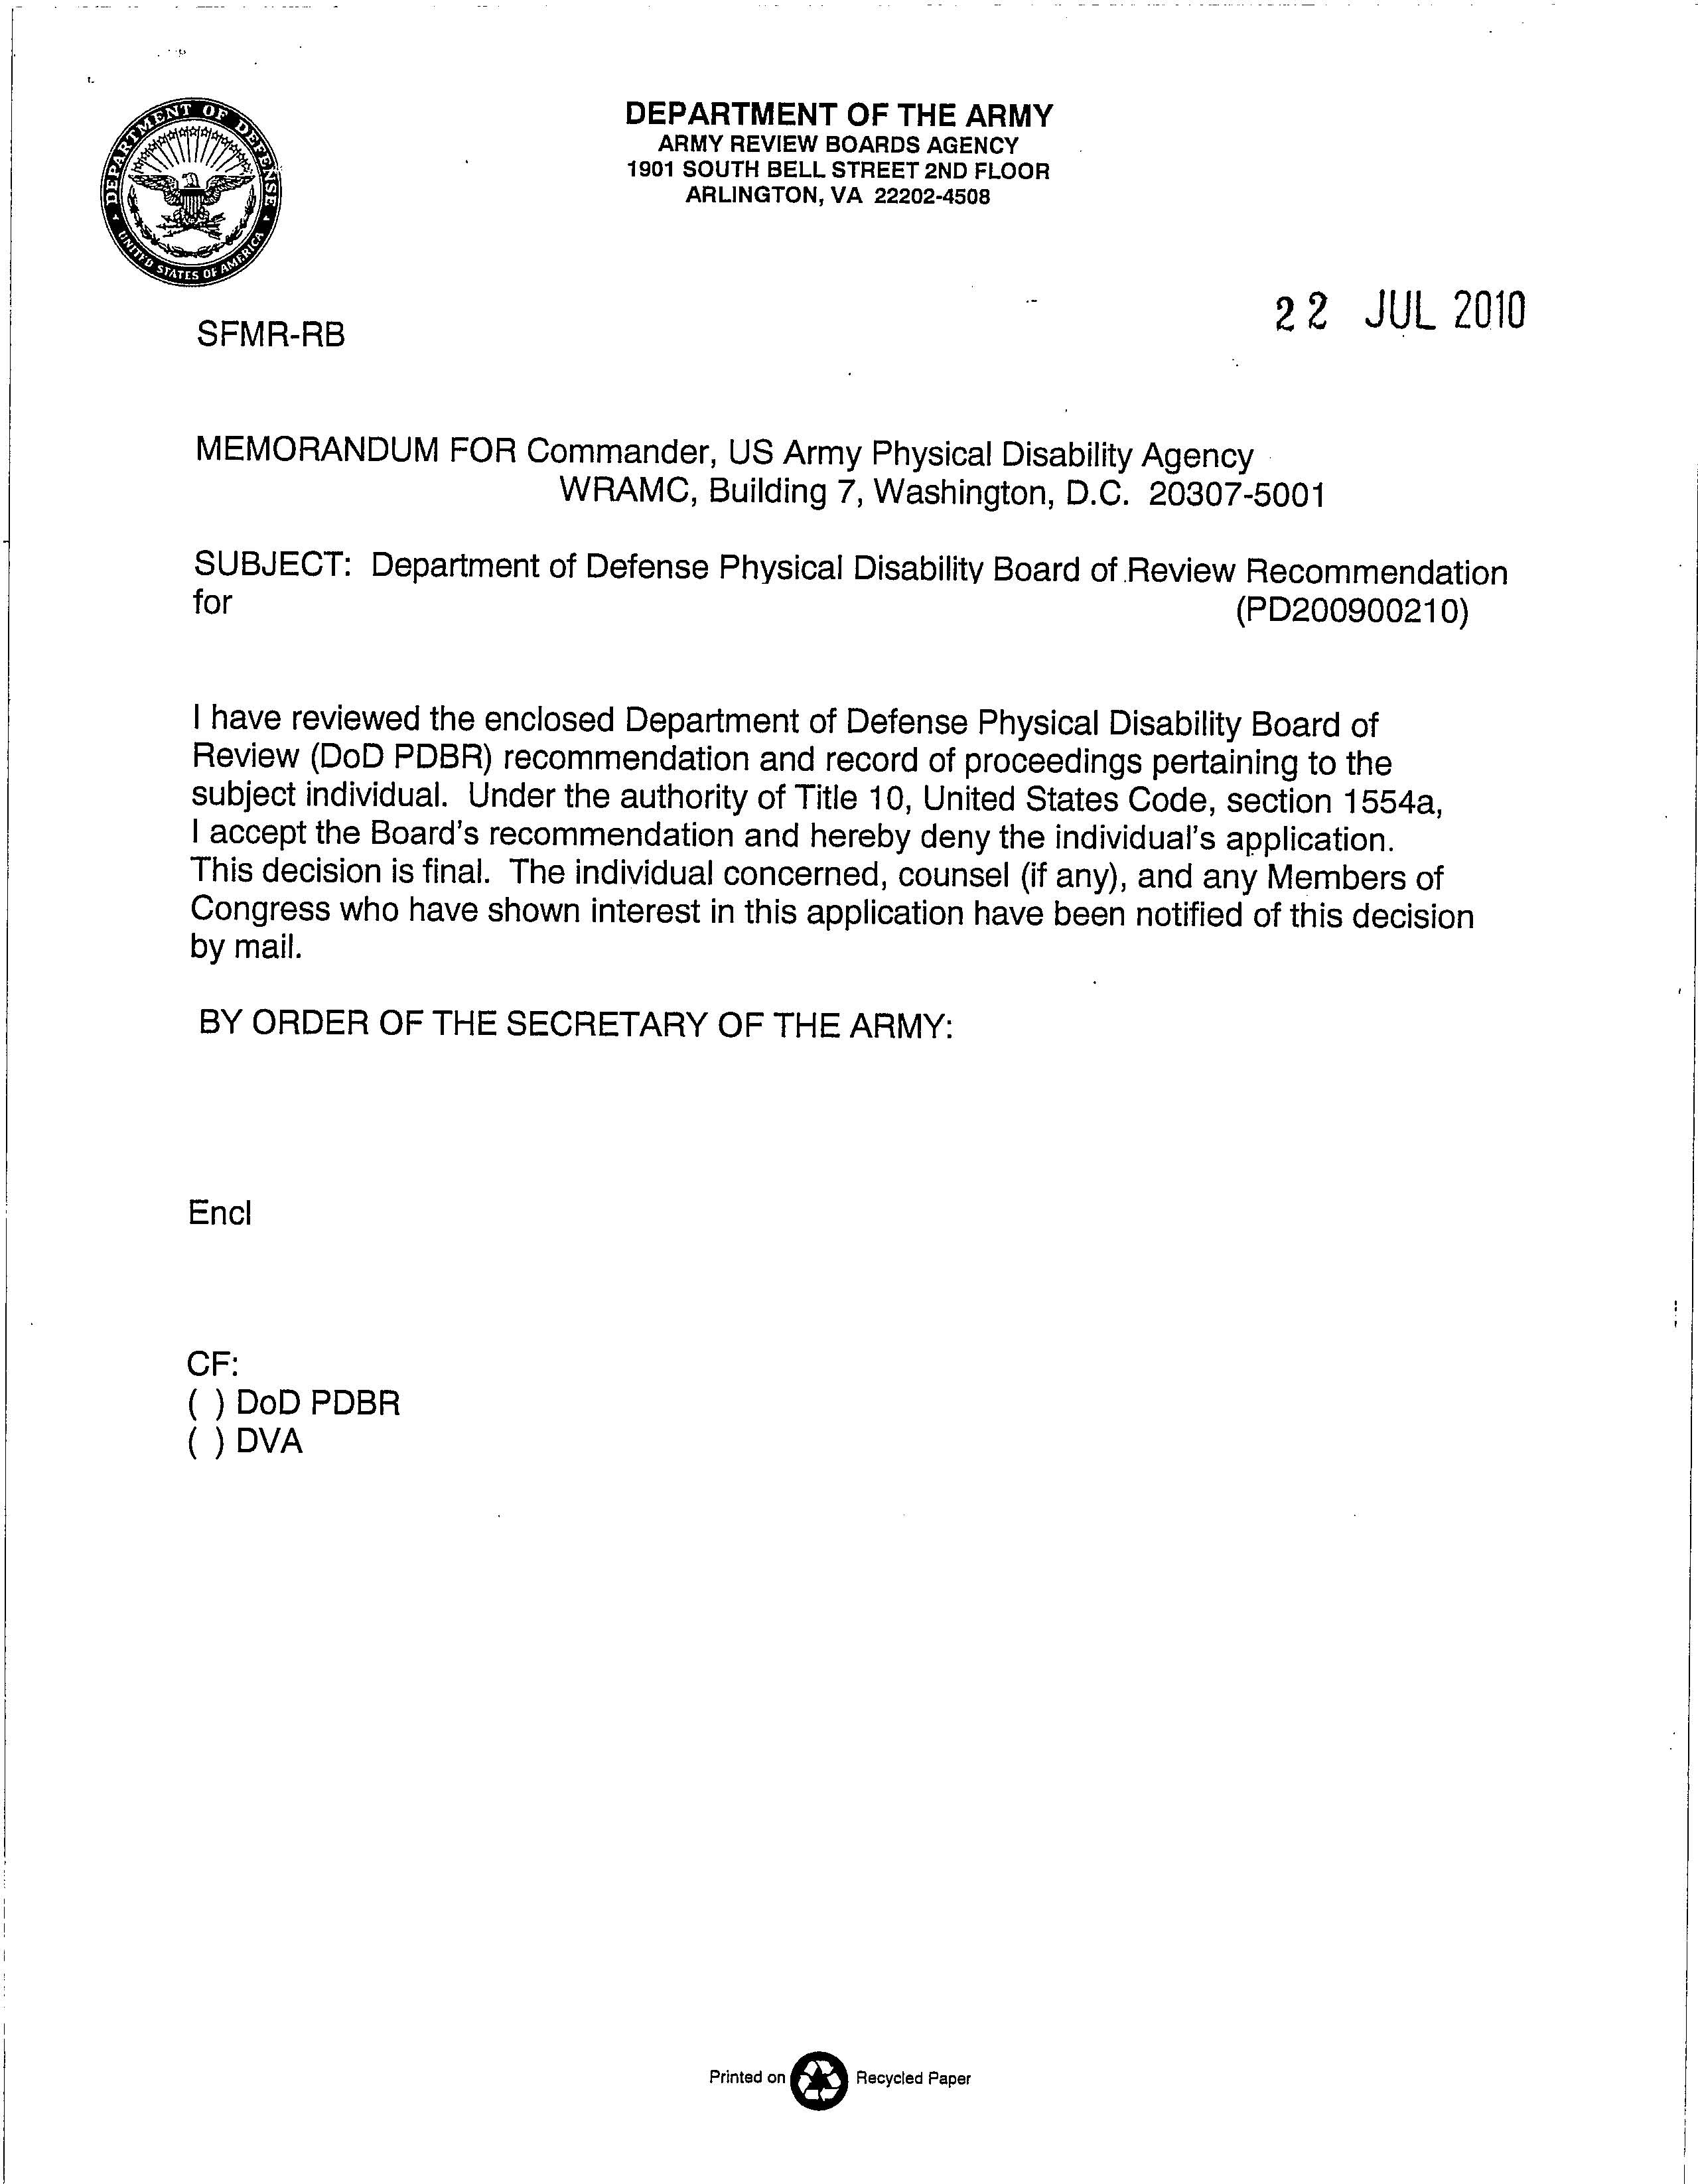 DEPARTMENT OF DEFENSE
UNITED STATES OF AMERICA
DEPARTMENT OF THE ARMY
ARMY REVIEW BOARDS AGENCY
1901 SOUTH BELL STREET 2ND FLOOR
ARLINGTON, VA 22202-4508
22 JUL 2010
SFMR-RB
MEMORANDUM FOR Commander, US Army Physical Disability Agency
WRAMC, Building 7, Washington, D.C. 20307-5001
SUBJECT: Department of Defense Physical Disability Board of Review Recommendation
for (PD200900210)
I have reviewed the enclosed Department of Defense Physical Disability Board of
Review (DoD PDBR) recommendation and record of proceedings pertaining to the
subject individual. Under the authority of Title 10, United States Code, section 1554a,
I accept the Board's recommendation and hereby deny the individual's application.
This decision is final. The individual concerned, counsel (if any), and any Members of
Congress who have shown interest in this application have been notified of this decision
by mail.
BY ORDER OF THE SECRETARY OF THE ARMY:
Encl
CF:
( ) DoD PDBR
( ) DVA
Printed on Recycled Paper